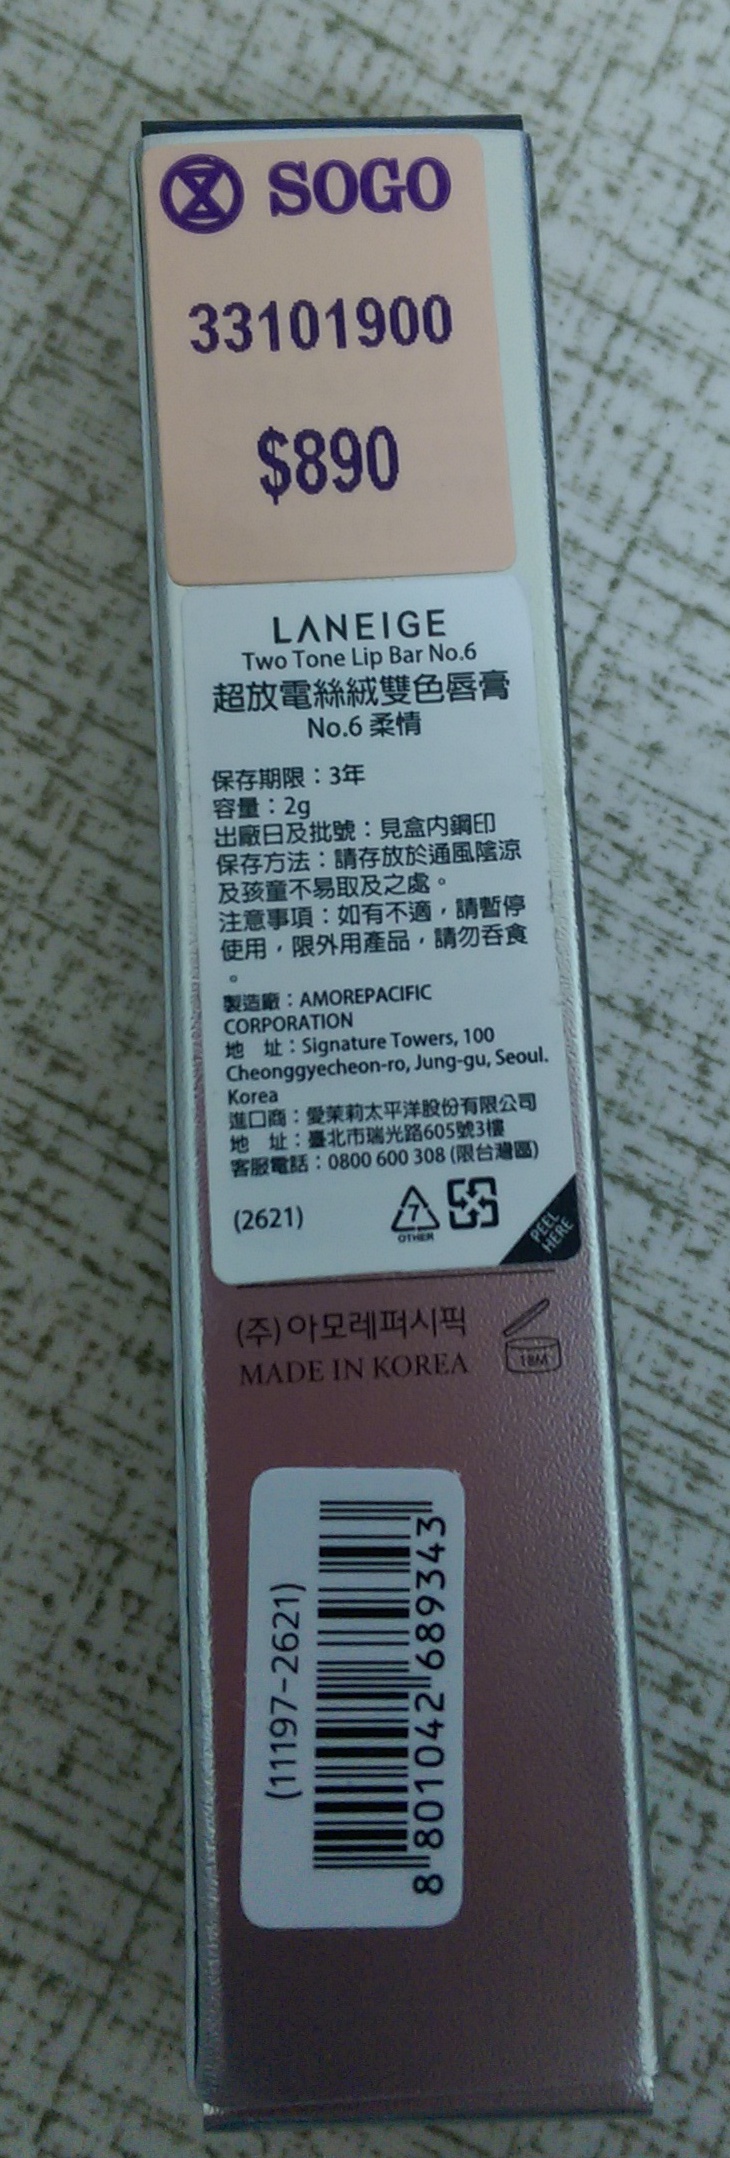 SOGO
33101900
$890
LANEIGE
Two Tone Lip Bar No.6
超放電絲絨雙色唇膏
No.6 柔情
保存期限：3年
容量：2g
出廠日及批號：見盒內鋼印
保存方法：請存放於通風陰涼
及孩童不易取及之處。
注意事項：如有不適，請暫停
使用，限外用產品，請勿吞食
。
製造廠：AMOREPACIFIC
CORPORATION
地 址：Signature Towers, 100
Cheonggyecheon-ro, Jung-gu, Seoul.
Korea
進口商：愛茉莉太平洋股份有限公司
地 址：臺北市瑞光路605號3樓
客服電話：0800 600 308 (限台灣區)
(2621)
7
OTHER
PEEL
HERE
(주)아모레퍼시픽
MADE IN KOREA
18M
(11197-2621)
8 801042 689343